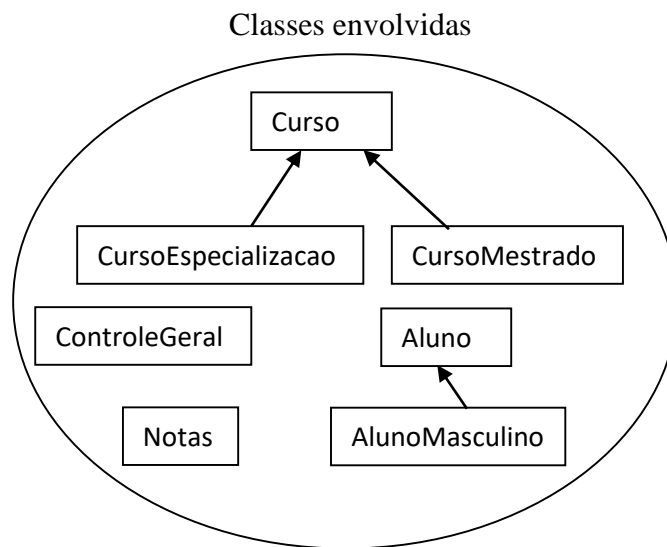 Classes envolvidas
Curso
CursoEspecializacao
CursoMestrado
ControleGeral
Aluno
Notas
AlunoMasculino